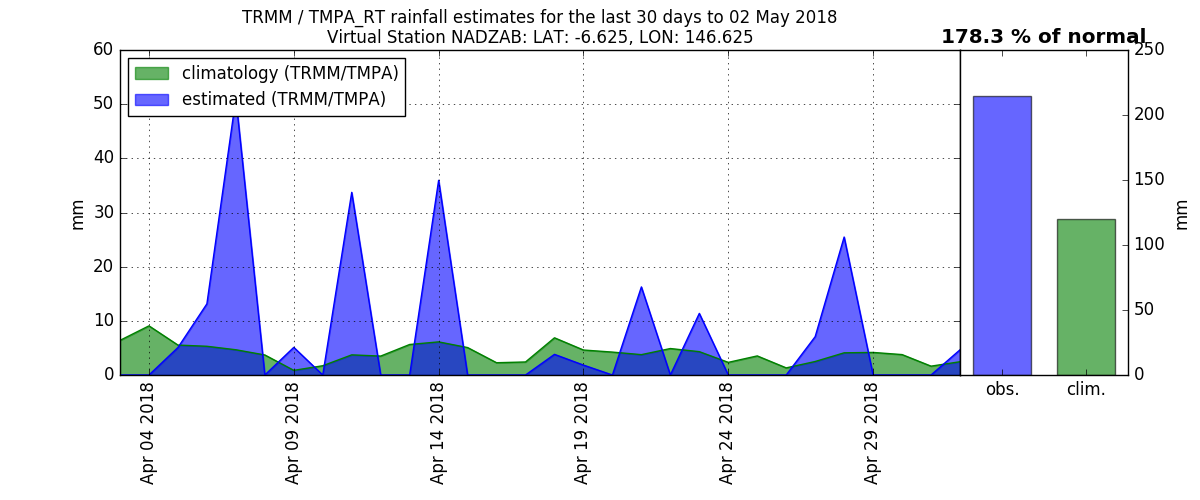 TRMM / TMPA_RT rainfall estimates for the last 30 days to 02 May 2018
Virtual Station NADZAB: LAT: -6.625, LON: 146.625
178.3 % of normal
climatology (TRMM/TMPA)
estimated (TRMM/TMPA)
60
50
40
30
20
10
0
mm
Apr 04 2018
Apr 09 2018
Apr 14 2018
Apr 19 2018
Apr 24 2018
Apr 29 2018
250
200
150
100
50
0
mm
obs.
clim.